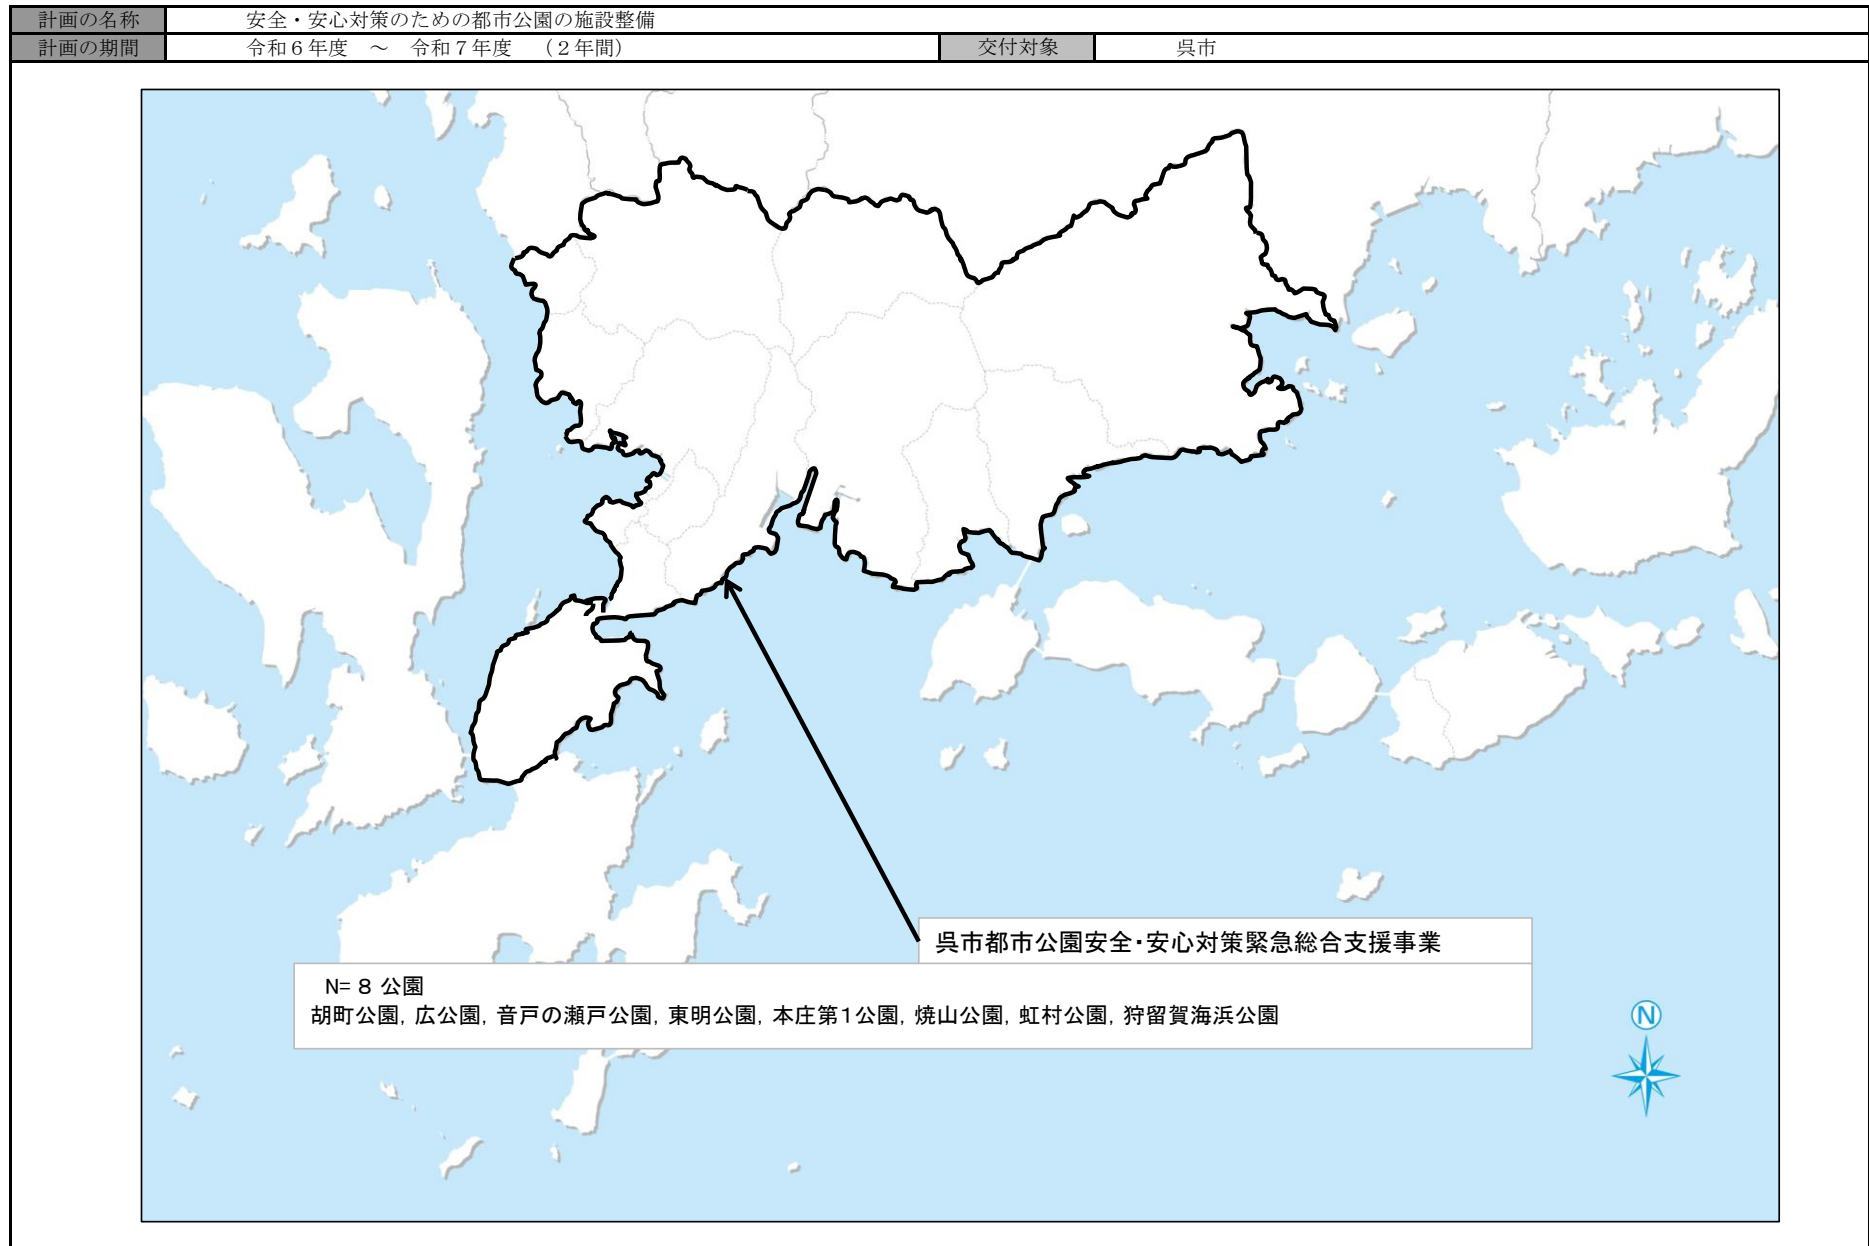 計画の名称 安全・安心対策のための都市公園の施設整備
計画の期間 令和６年度 ～ 令和７年度 （２年間） 交付対象 呉市
呉市都市公園安全・安心対策緊急総合支援事業
N= 8 公園
胡町公園, 広公園, 音戸の瀬戸公園, 東明公園, 本庄第1公園, 焼山公園, 虹村公園, 狩留賀海浜公園
N